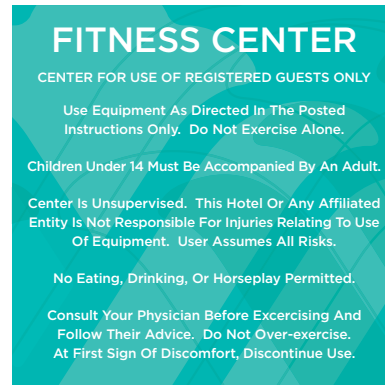 FITNESS CENTER
CENTER FOR USE OF REGISTERED GUESTS ONLY
Use Equipment As Directed In The Posted
Instructions Only. Do Not Exercise Alone.
Children Under 14 Must Be Accompanied By An Adult.
Center Is Unsupervised. This Hotel Or Any Affiliated
Entity Is Not Responsible For Injuries Relating To Use
Of Equipment. User Assumes All Risks.
No Eating, Drinking, Or Horseplay Permitted.
Consult Your Physician Before Excercising And
Follow Their Advice. Do Not Over-exercise.
At First Sign Of Discomfort, Discontinue Use.